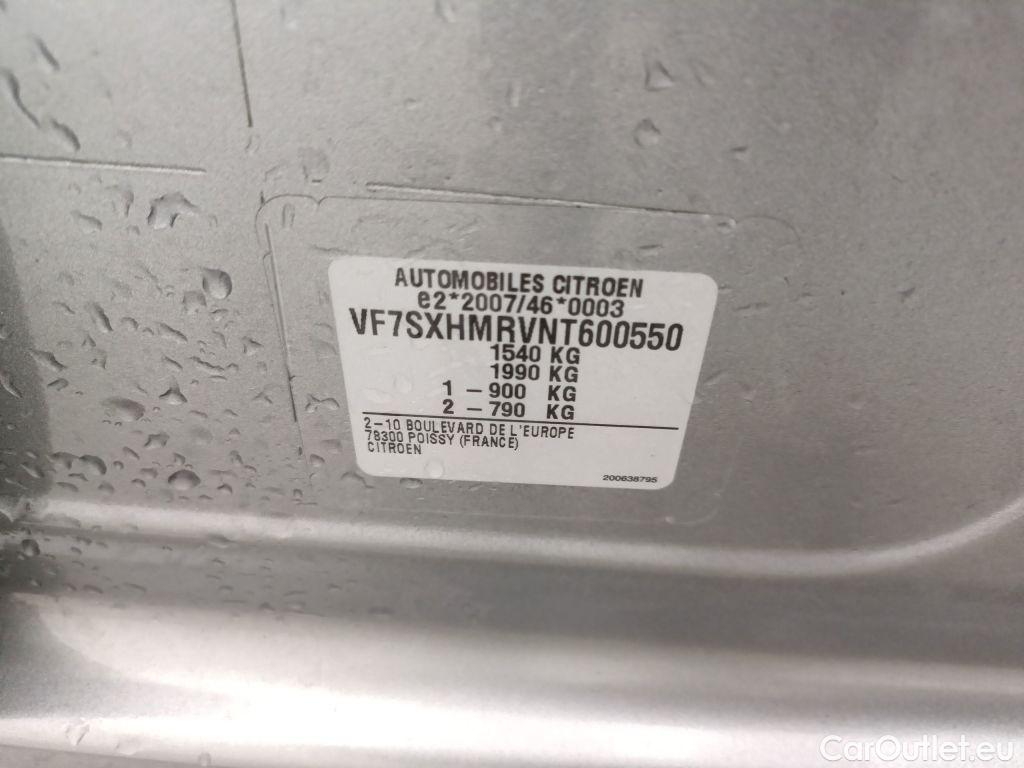 AUTOMOBILES CITROEN
e2*2007/46*0003
VF7SXHMRVNT600550
1540 KG
1990 KG
1 - 900 KG
2 - 790 KG
2-10 BOULEVARD DE L'EUROPE
78300 POISSY (FRANCE)
CITROEN
200638795
CarOutlet.eu